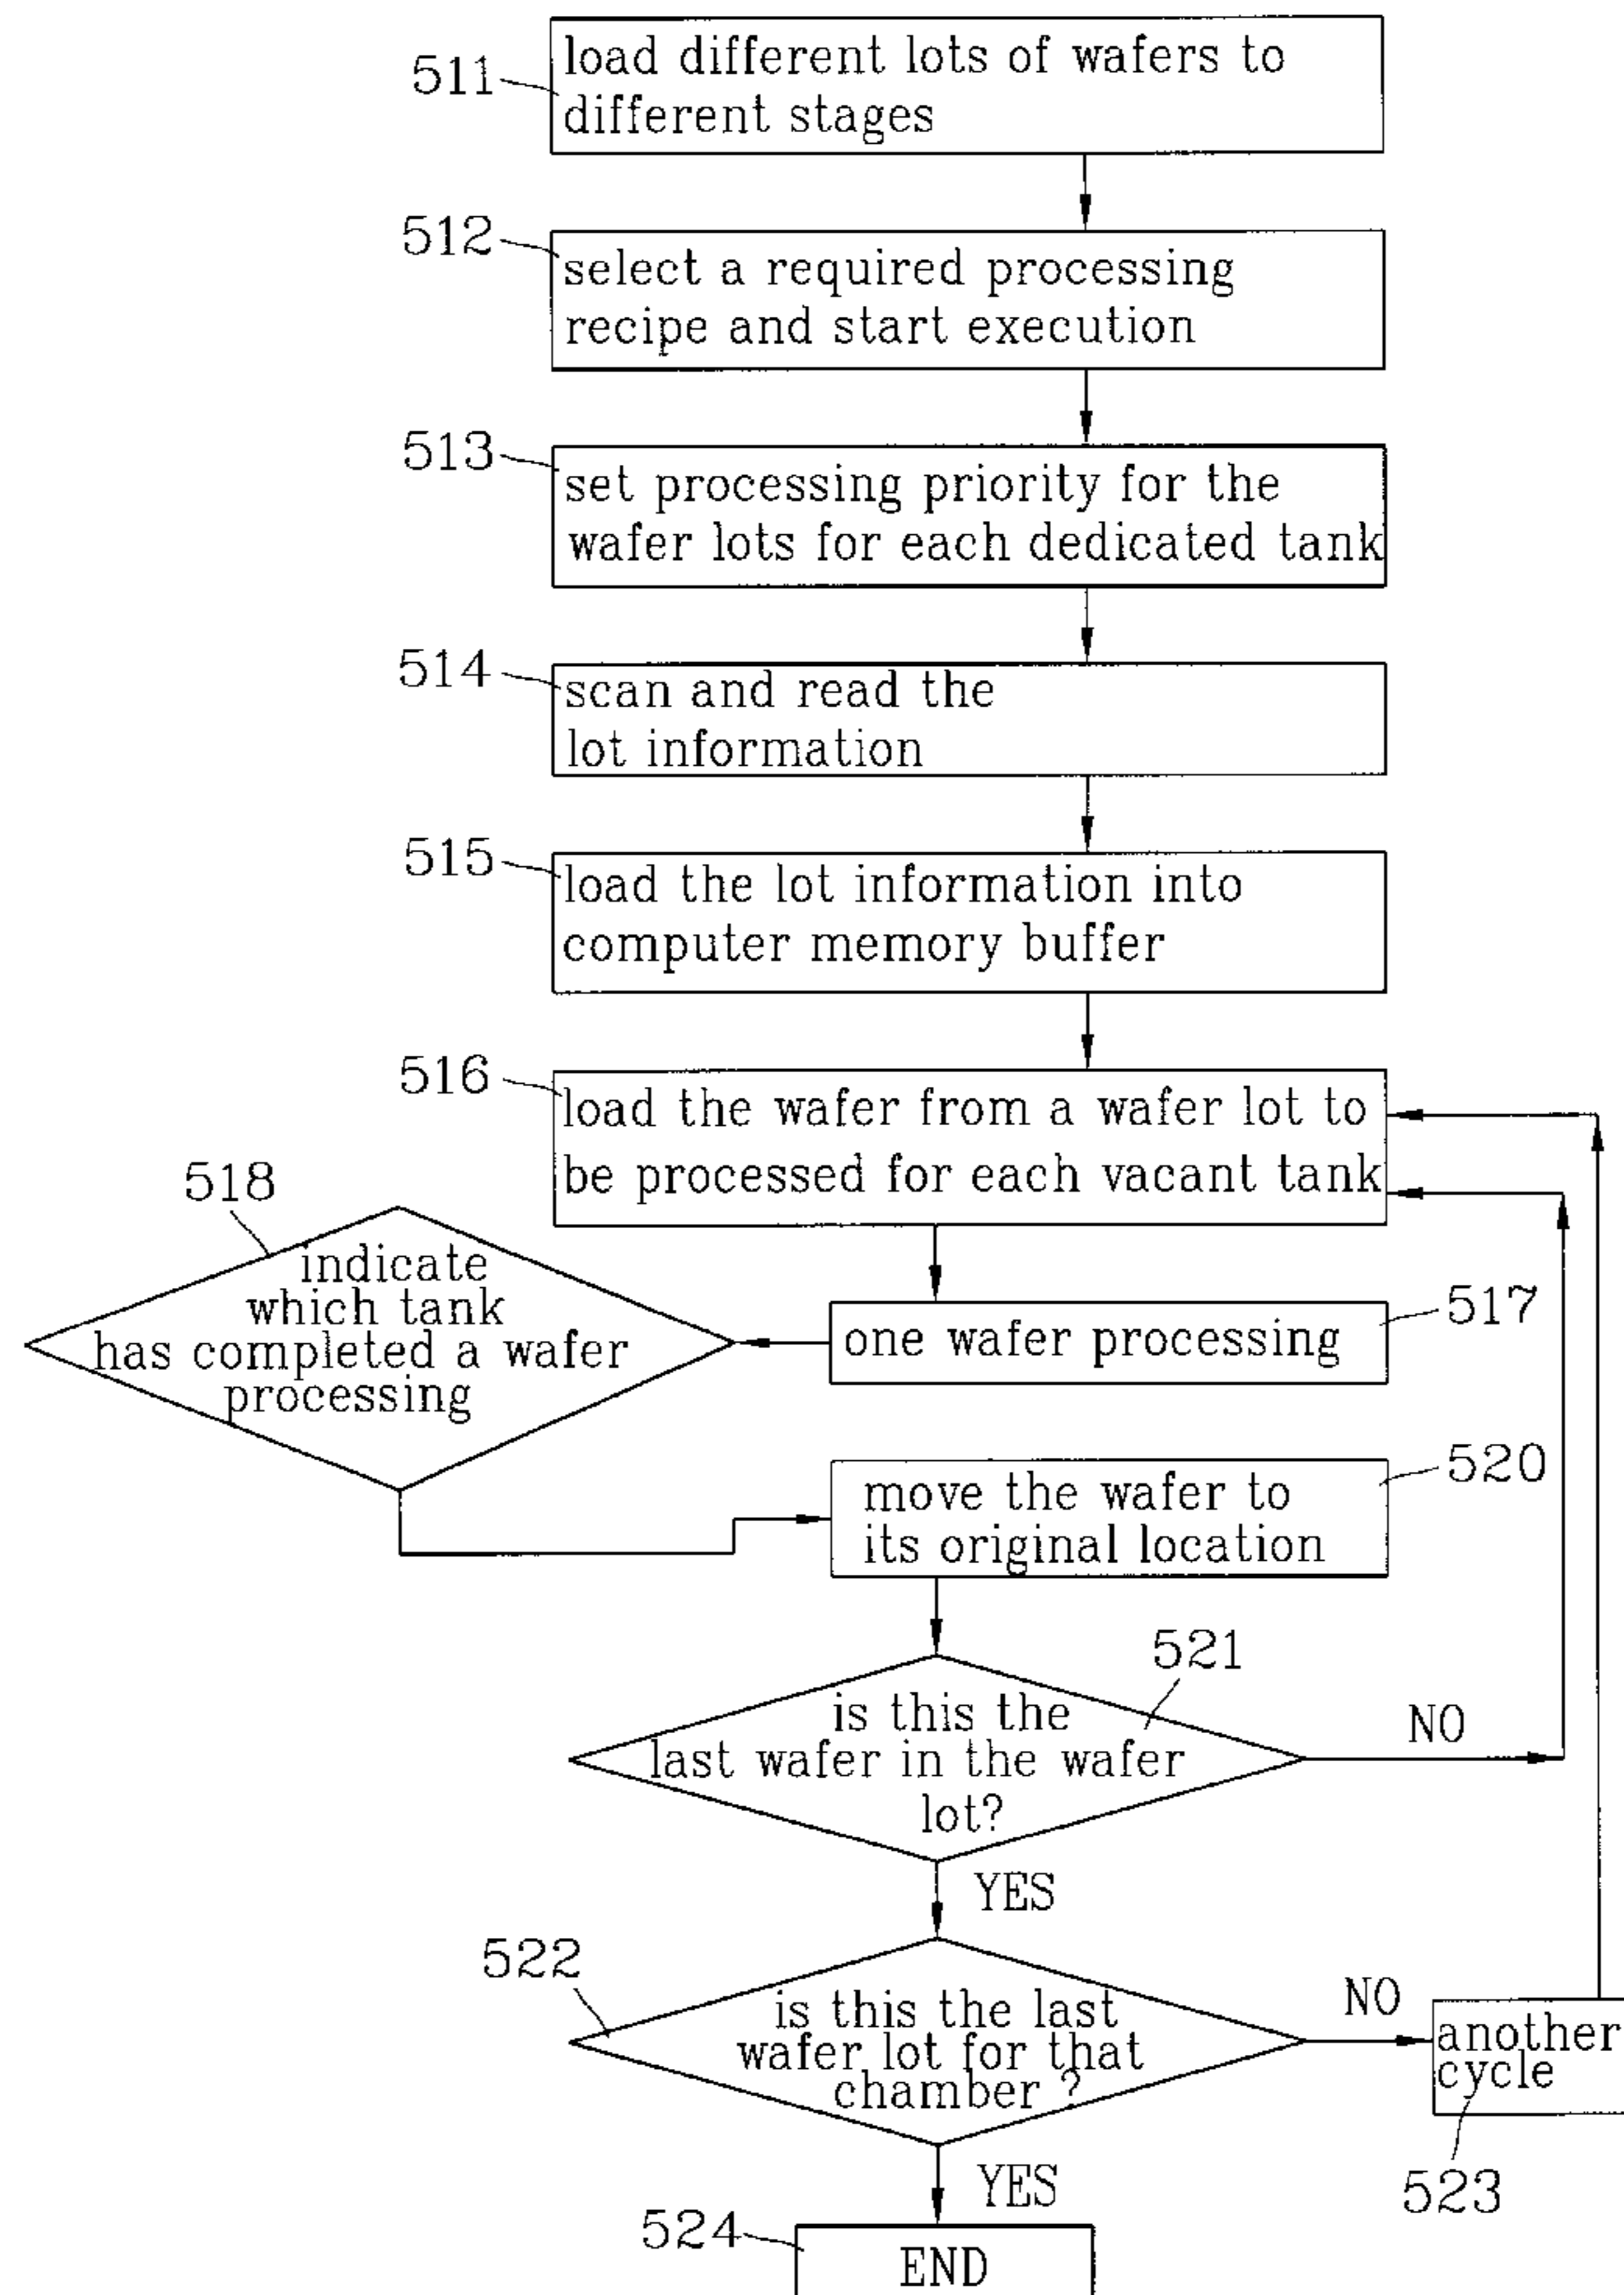 511
load different lots of wafers to
different stages
512
select a required processing
recipe and start execution
513
set processing priority for the
wafer lots for each dedicated tank
514
scan and read the
lot information
515
load the lot information into
computer memory buffer
516
load the wafer from a wafer lot to
be processed for each vacant tank
518
indicate
which tank
has completed a wafer
processing
one wafer processing
517
move the wafer to
its original location
520
521
is this the
last wafer in the wafer
lot?
NO
YES
522
is this the last
wafer lot for that
chamber ?
NO
another
cycle
523
YES
524
END